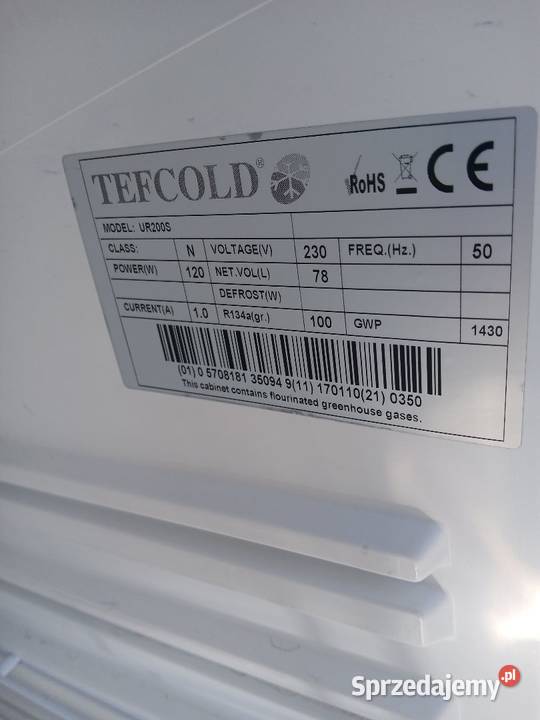 TEFCOLD® RoHS CE
MODEL: UR200S
CLASS: N VOLTAGE(V) 230 FREQ.(Hz.) 50
POWER(W) 120 NET.VOL(L) 78
DEFROST(W)
CURRENT(A) 1.0 R134a(gr.) 100 GWP 1430
(01) 0 5708181 35094 9(11) 170110(21) 0350
This cabinet contains flourinated greenhouse gases.
Sprzedajemy.pl